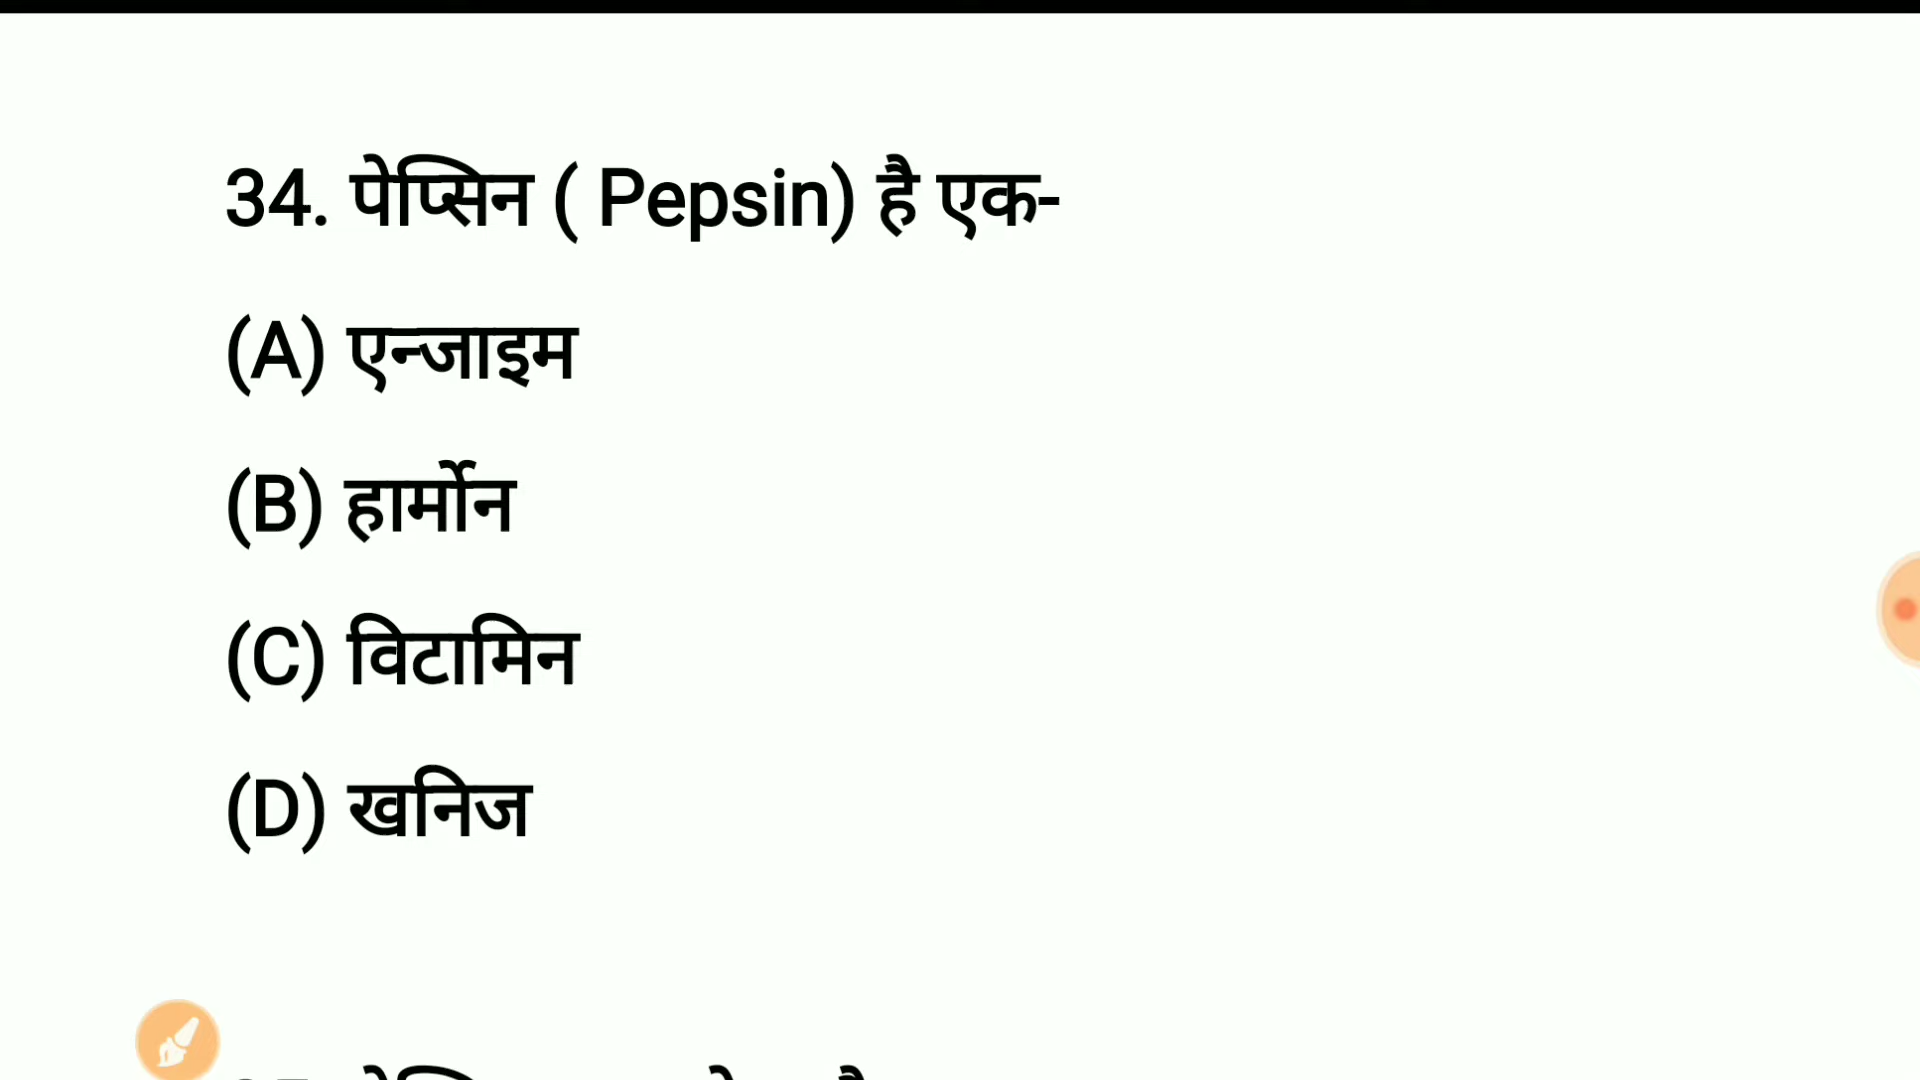 34. पेप्सिन ( Pepsin) है एक-
(A) एन्जाइम
(B) हार्मोन
(C) विटामिन
(D) खनिज